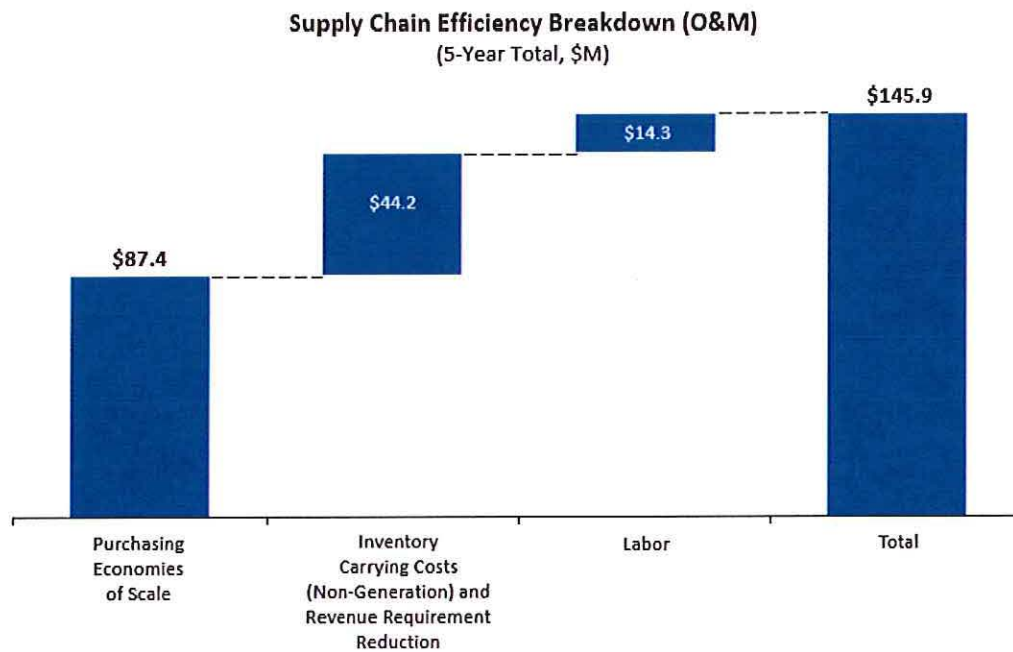 Supply Chain Efficiency Breakdown (O&M)
(5-Year Total, $M)
$145.9
$14.3
$44.2
$87.4
Purchasing
Economies
of Scale
Inventory
Carrying Costs
(Non-Generation) and
Revenue Requirement
Reduction
Labor
Total